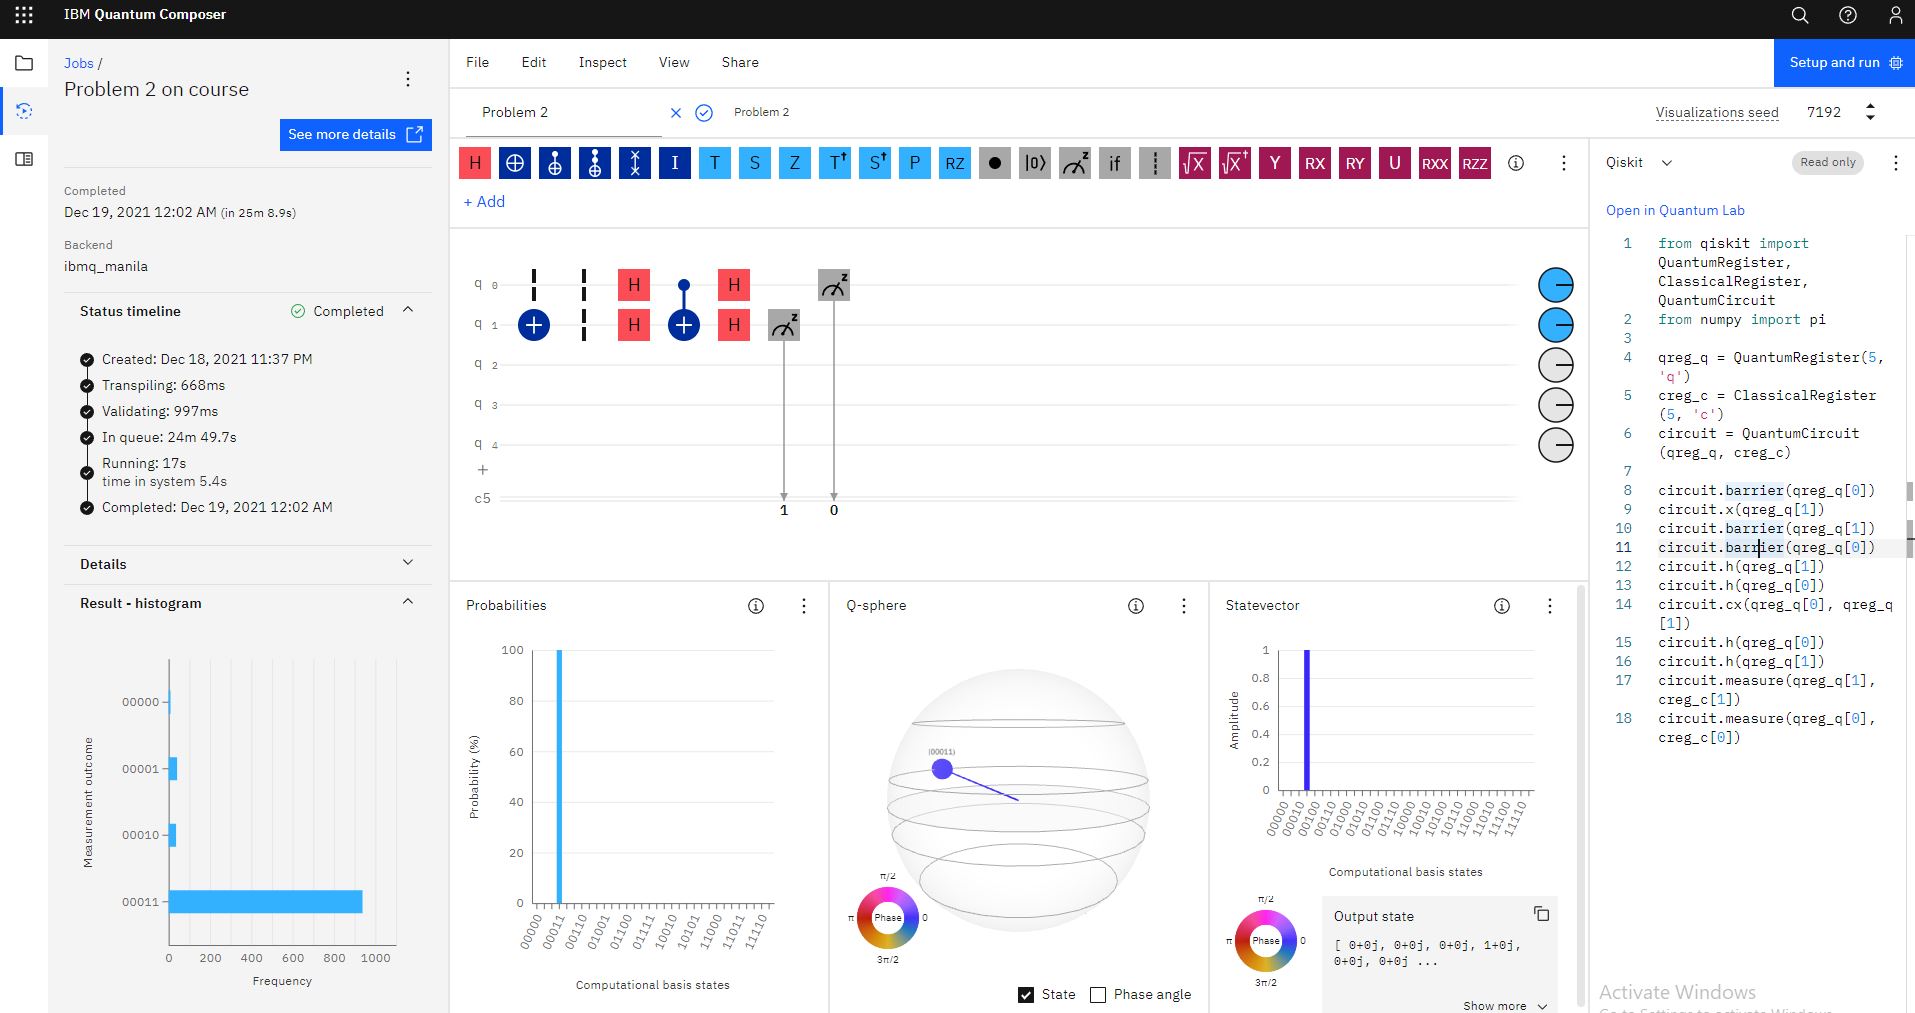 IBM Quantum Composer
Jobs /
Problem 2 on course
See more details
Completed
Dec 19, 2021 12:02 AM (in 25m 8.9s)
Backend
ibmq_manila
Status timeline
Completed
Created: Dec 18, 2021 11:37 PM
Transpiling: 668ms
Validating: 997ms
In queue: 24m 49.7s
Running: 17s
time in system 5.4s
Completed: Dec 19, 2021 12:02 AM
Details
Result - histogram
Measurement outcome
00000
00001
00010
00011
0 200 400 600 800 1000
Frequency
File Edit Inspect View Share
Setup and run
Problem 2
Problem 2
Visualizations seed 7192
H T S Z T† S† P RZ |0⟩ z if √X √X† Y RX RY U RXX RZZ
I
+ Add
q 0 H H z
q 1 H H z
q 2
q 3
q 4
+
c5
1 0
Probabilities
Probability (%)
100
80
60
40
20
0
00000 00011 00110 01001 01100 01111 10010 10101 11000 11011 11110
Computational basis states
Q-sphere
|00011⟩
π/2
π Phase 0
3π/2
State Phase angle
Statevector
Amplitude
1
0.8
0.6
0.4
0.2
0
00000 00010 00100 00110 01000 01010 01100 01110 10000 10010 10100 10110 11000 11010 11100 11110
Computational basis states
π/2
π Phase 0
3π/2
Output state
[ 0+0j, 0+0j, 0+0j, 1+0j,
0+0j, 0+0j ...
Show more
Qiskit
Read only
Open in Quantum Lab
1 from qiskit import
QuantumRegister,
ClassicalRegister,
QuantumCircuit
2 from numpy import pi
3
4 qreg_q = QuantumRegister(5,
'q')
5 creg_c = ClassicalRegister
(5, 'c')
6 circuit = QuantumCircuit
(qreg_q, creg_c)
7
8 circuit.barrier(qreg_q[0])
9 circuit.x(qreg_q[1])
10 circuit.barrier(qreg_q[1])
11 circuit.barrier(qreg_q[0])
12 circuit.h(qreg_q[1])
13 circuit.h(qreg_q[0])
14 circuit.cx(qreg_q[0], qreg_q
[1])
15 circuit.h(qreg_q[0])
16 circuit.h(qreg_q[1])
17 circuit.measure(qreg_q[1],
creg_c[1])
18 circuit.measure(qreg_q[0],
creg_c[0])
Activate Windows